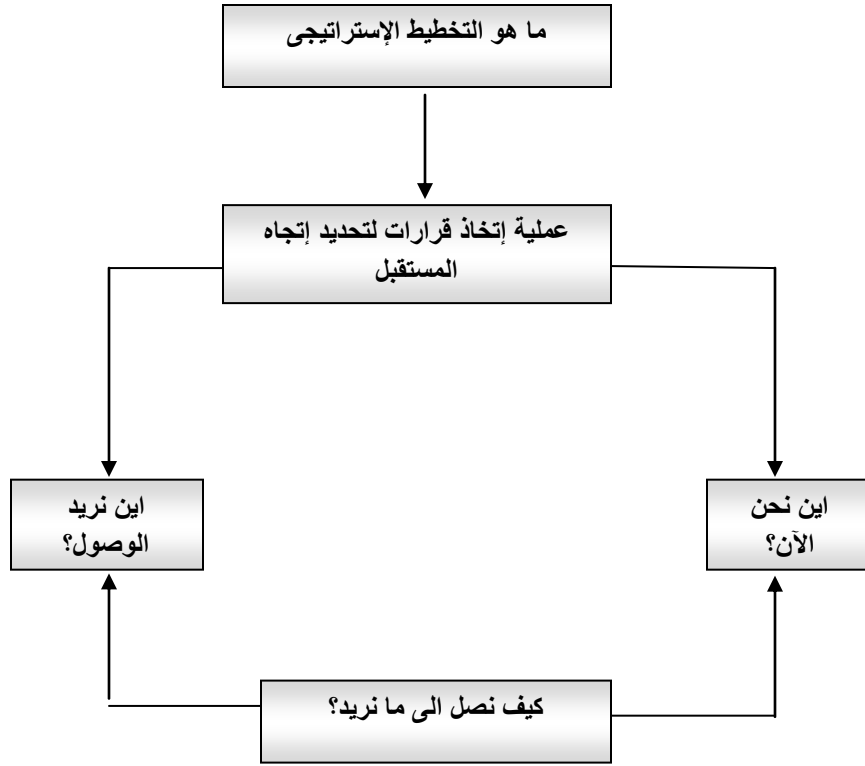 ما هو التخطيط الإستراتيجى
عملية إتخاذ قرارات لتحديد إتجاه
المستقبل
اين نحن
الآن؟
اين نريد
الوصول؟
كيف نصل الى ما نريد؟